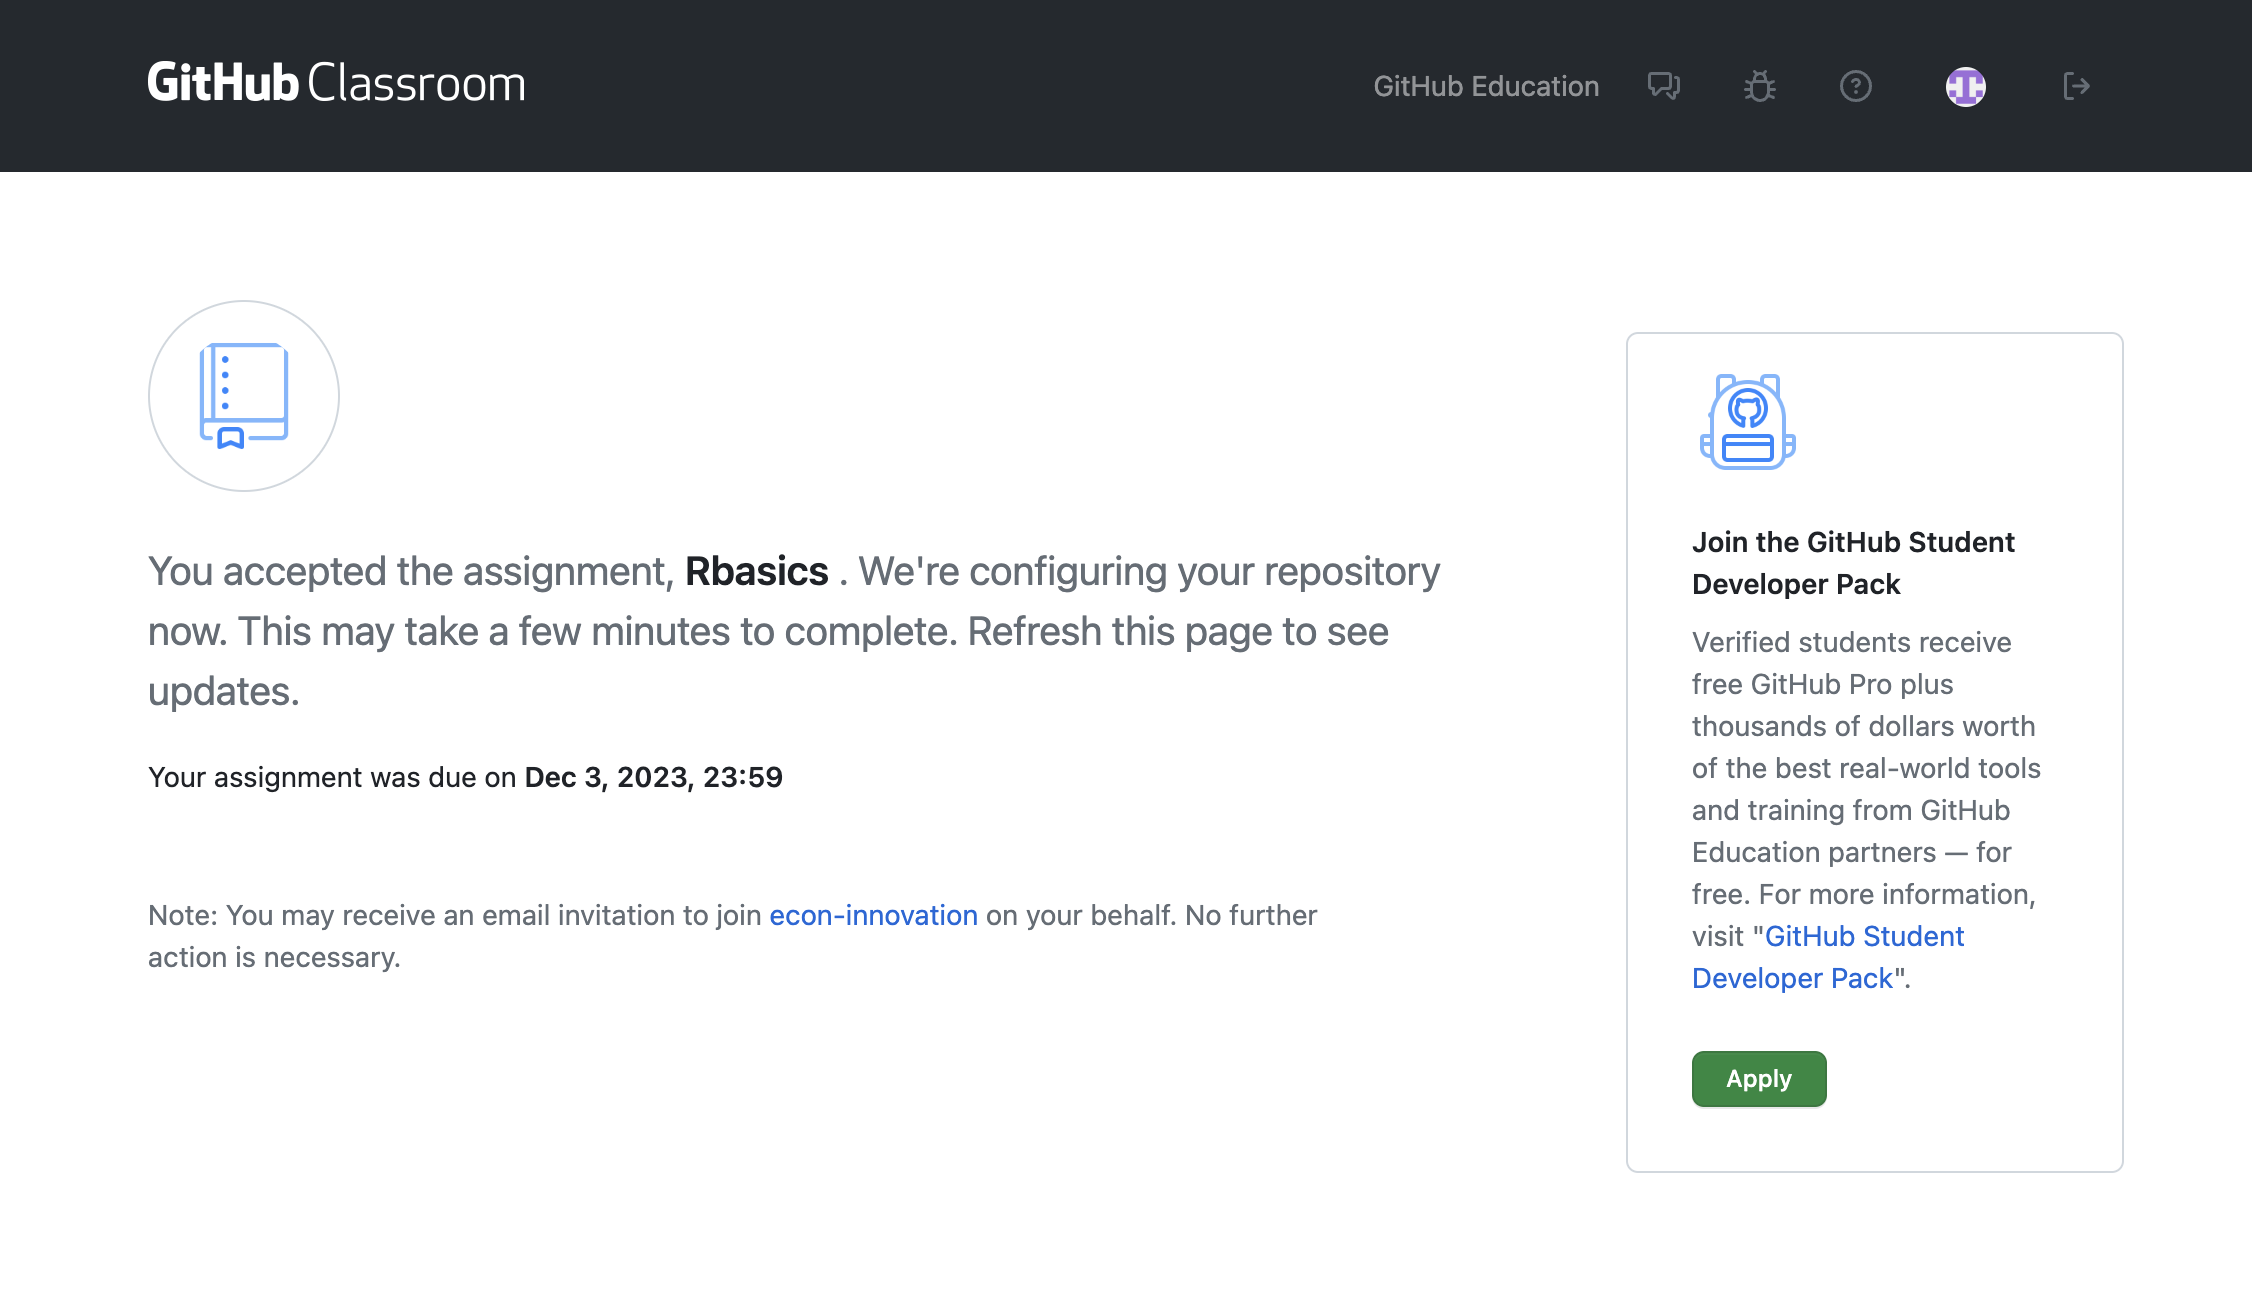 GitHub Classroom
GitHub Education
You accepted the assignment, Rbasics . We're configuring your repository
now. This may take a few minutes to complete. Refresh this page to see
updates.
Your assignment was due on Dec 3, 2023, 23:59
Note: You may receive an email invitation to join econ-innovation on your behalf. No further
action is necessary.
Join the GitHub Student
Developer Pack
Verified students receive
free GitHub Pro plus
thousands of dollars worth
of the best real-world tools
and training from GitHub
Education partners — for
free. For more information,
visit "GitHub Student
Developer Pack".
Apply